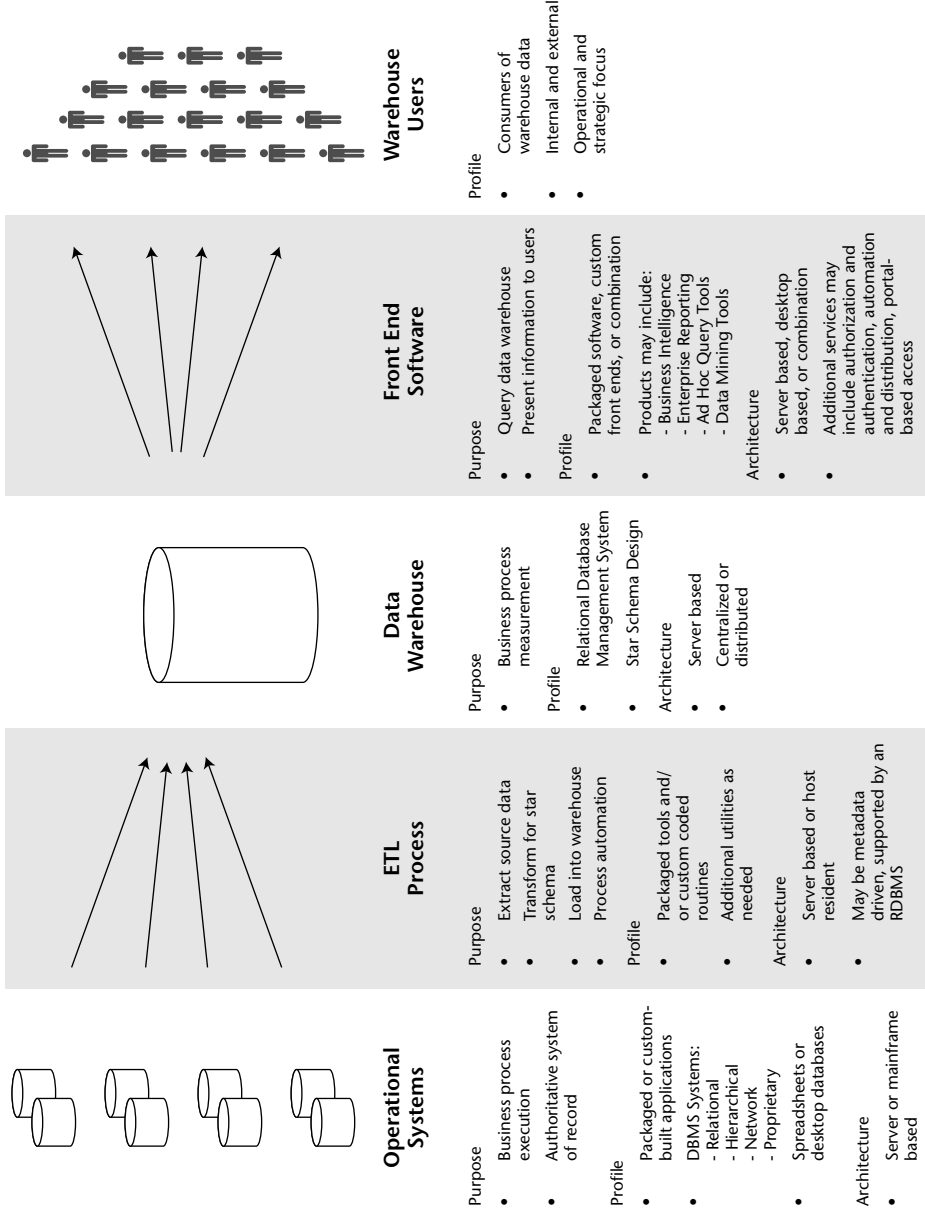 Operational
Systems
Purpose
• Business process
execution
• Authoritative system
of record
Profile
• Packaged or custom-
built applications
• DBMS Systems:
- Relational
- Hierarchical
- Network
- Proprietary
• Spreadsheets or
desktop databases
Architecture
• Server or mainframe
based
ETL
Process
Purpose
• Extract source data
• Transform for star
schema
• Load into warehouse
• Process automation
Profile
• Packaged tools and/
or custom coded
routines
• Additional utilities as
needed
Architecture
• Server based or host
resident
• May be metadata
driven, supported by an
RDBMS
Data
Warehouse
Purpose
• Business process
measurement
Profile
• Relational Database
Management System
• Star Schema Design
Architecture
• Server based
• Centralized or
distributed
Front End
Software
Purpose
• Query data warehouse
• Present information to users
Profile
• Packaged software, custom
front ends, or combination
• Products may include:
- Business Intelligence
- Enterprise Reporting
- Ad Hoc Query Tools
- Data Mining Tools
Architecture
• Server based, desktop
based, or combination
• Additional services may
include authorization and
authentication, automation
and distribution, portal-
based access
Warehouse
Users
Profile
• Consumers of
warehouse data
• Internal and external
• Operational and
strategic focus